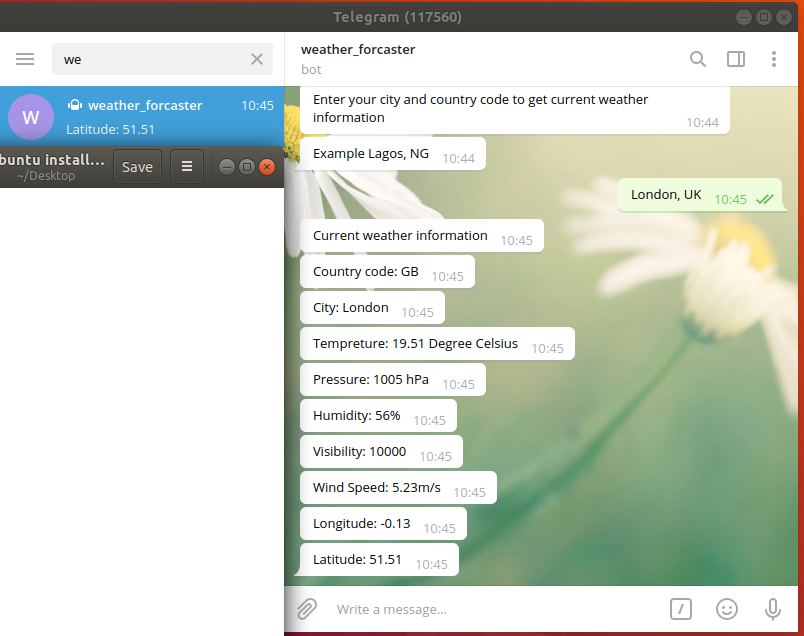 Telegram (117560)
we
W
weather_forcaster 10:45
Latitude: 51.51
buntu install...
~/Desktop
Save
weather_forcaster
bot
Enter your city and country code to get current weather
information
10:44
Example Lagos, NG 10:44
London, UK 10:45
Current weather information 10:45
Country code: GB 10:45
City: London 10:45
Tempreture: 19.51 Degree Celsius 10:45
Pressure: 1005 hPa 10:45
Humidity: 56% 10:45
Visibility: 10000 10:45
Wind Speed: 5.23m/s 10:45
Longitude: -0.13 10:45
Latitude: 51.51 10:45
Write a message...